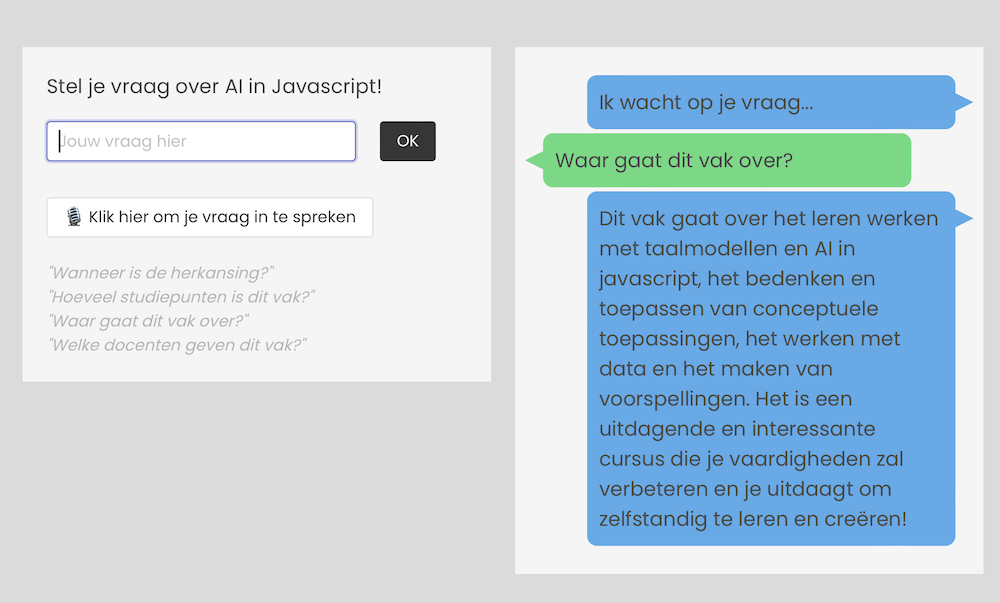 Stel je vraag over AI in Javascript!
Jouw vraag hier
OK
Klik hier om je vraag in te spreken
"Wanneer is de herkansing?"
"Hoeveel studiepunten is dit vak?"
"Waar gaat dit vak over?"
"Welke docenten geven dit vak?"
Ik wacht op je vraag...
Waar gaat dit vak over?
Dit vak gaat over het leren werken
met taalmodellen en AI in
javascript, het bedenken en
toepassen van conceptuele
toepassingen, het werken met
data en het maken van
voorspellingen. Het is een
uitdagende en interessante
cursus die je vaardigheden zal
verbeteren en je uitdaagt om
zelfstandig te leren en creëren!